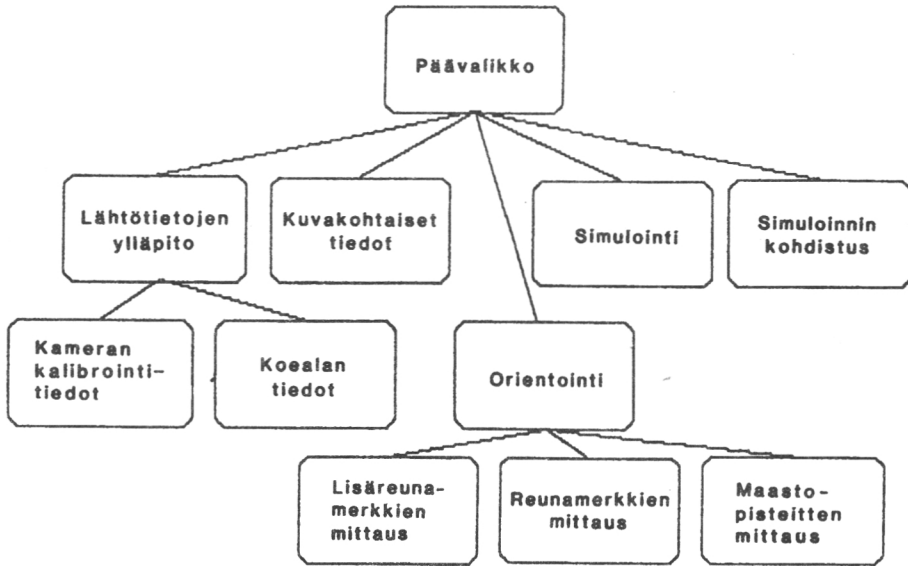 Päävalikko
Lähtötietojen
ylläpito
Kuvakohtaiset
tiedot
Simulointi
Simuloinnin
kohdistus
Kameran
kalibrointi-
tiedot
Koealan
tiedot
Orientointi
Lisäreuna-
merkkien
mittaus
Reunamerkkien
mittaus
Maasto-
pisteitten
mittaus